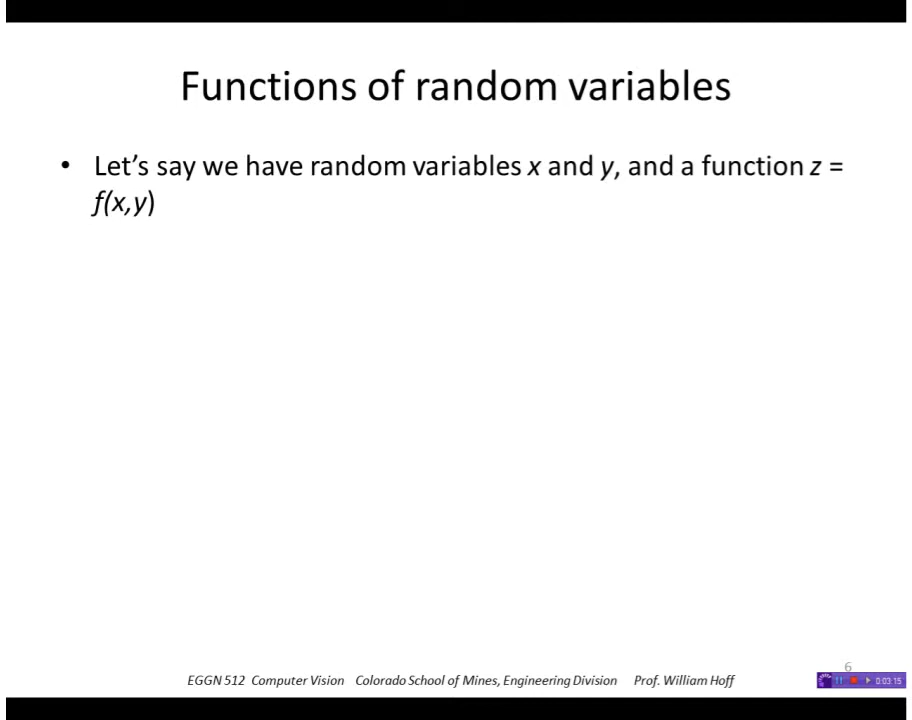 Functions of random variables
• Let’s say we have random variables x and y, and a function z =
f(x,y)
6
EGGN 512 Computer Vision Colorado School of Mines, Engineering Division Prof. William Hoff
0:03:15